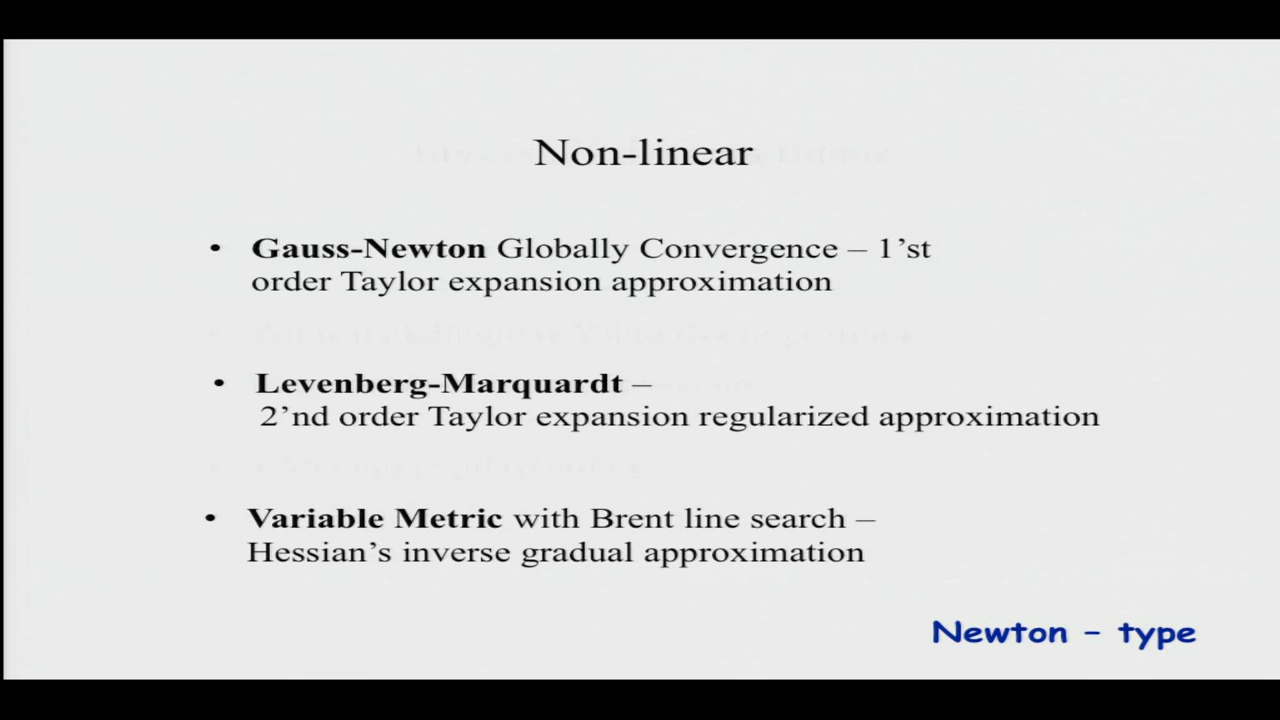 Non-linear
• Gauss-Newton Globally Convergence – 1’st
order Taylor expansion approximation
• Levenberg-Marquardt –
2’nd order Taylor expansion regularized approximation
• Variable Metric with Brent line search –
Hessian’s inverse gradual approximation
Newton – type